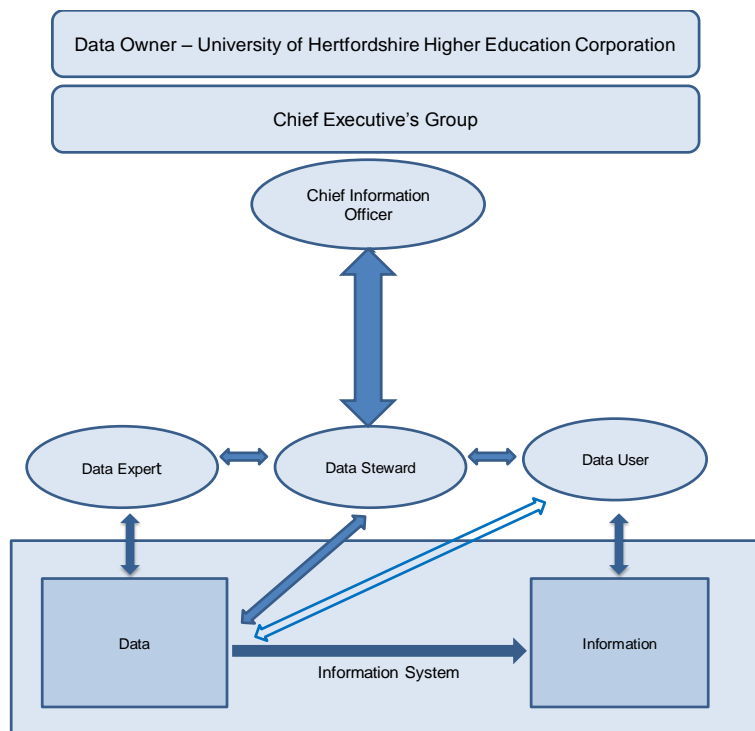 Data Owner – University of Hertfordshire Higher Education Corporation
Chief Executive’s Group
Chief Information
Officer
Data Expert
Data Steward
Data User
Data
Information
Information System